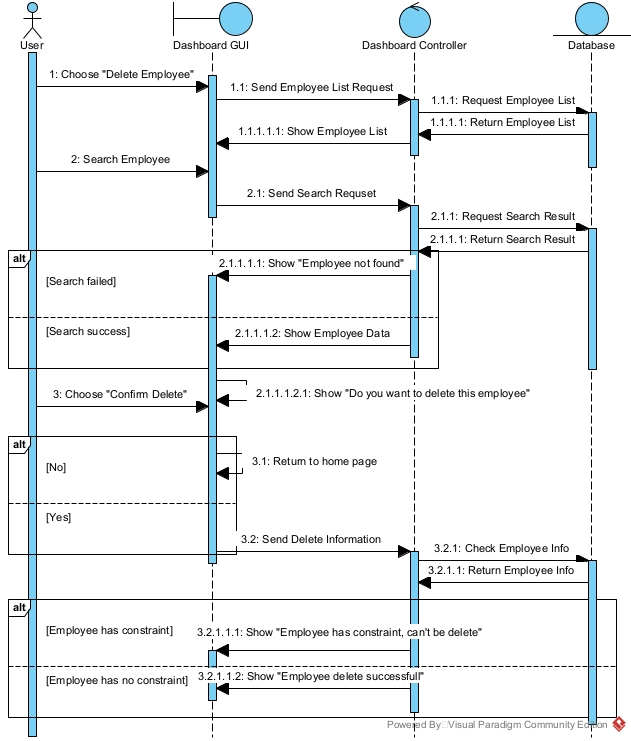 User
Dashboard GUI
Dashboard Controller
Database
1: Choose "Delete Employee"
1.1: Send Employee List Request
1.1.1: Request Employee List
1.1.1.1: Return Employee List
1.1.1.1.1: Show Employee List
2: Search Employee
2.1: Send Search Requset
2.1.1: Request Search Result
2.1.1.1: Return Search Result
alt
2.1.1.1.1: Show "Employee not found"
[Search failed]
[Search success]
2.1.1.1.2: Show Employee Data
3: Choose "Confirm Delete"
2.1.1.1.2.1: Show "Do you want to delete this employee"
alt
[No]
3.1: Return to home page
[Yes]
3.2: Send Delete Information
3.2.1: Check Employee Info
3.2.1.1: Return Employee Info
alt
[Employee has constraint]
3.2.1.1.1: Show "Employee has constraint, can't be delete"
[Employee has no constraint]
3.2.1.1.2: Show "Employee delete successfull"
Powered By Visual Paradigm Community Edition